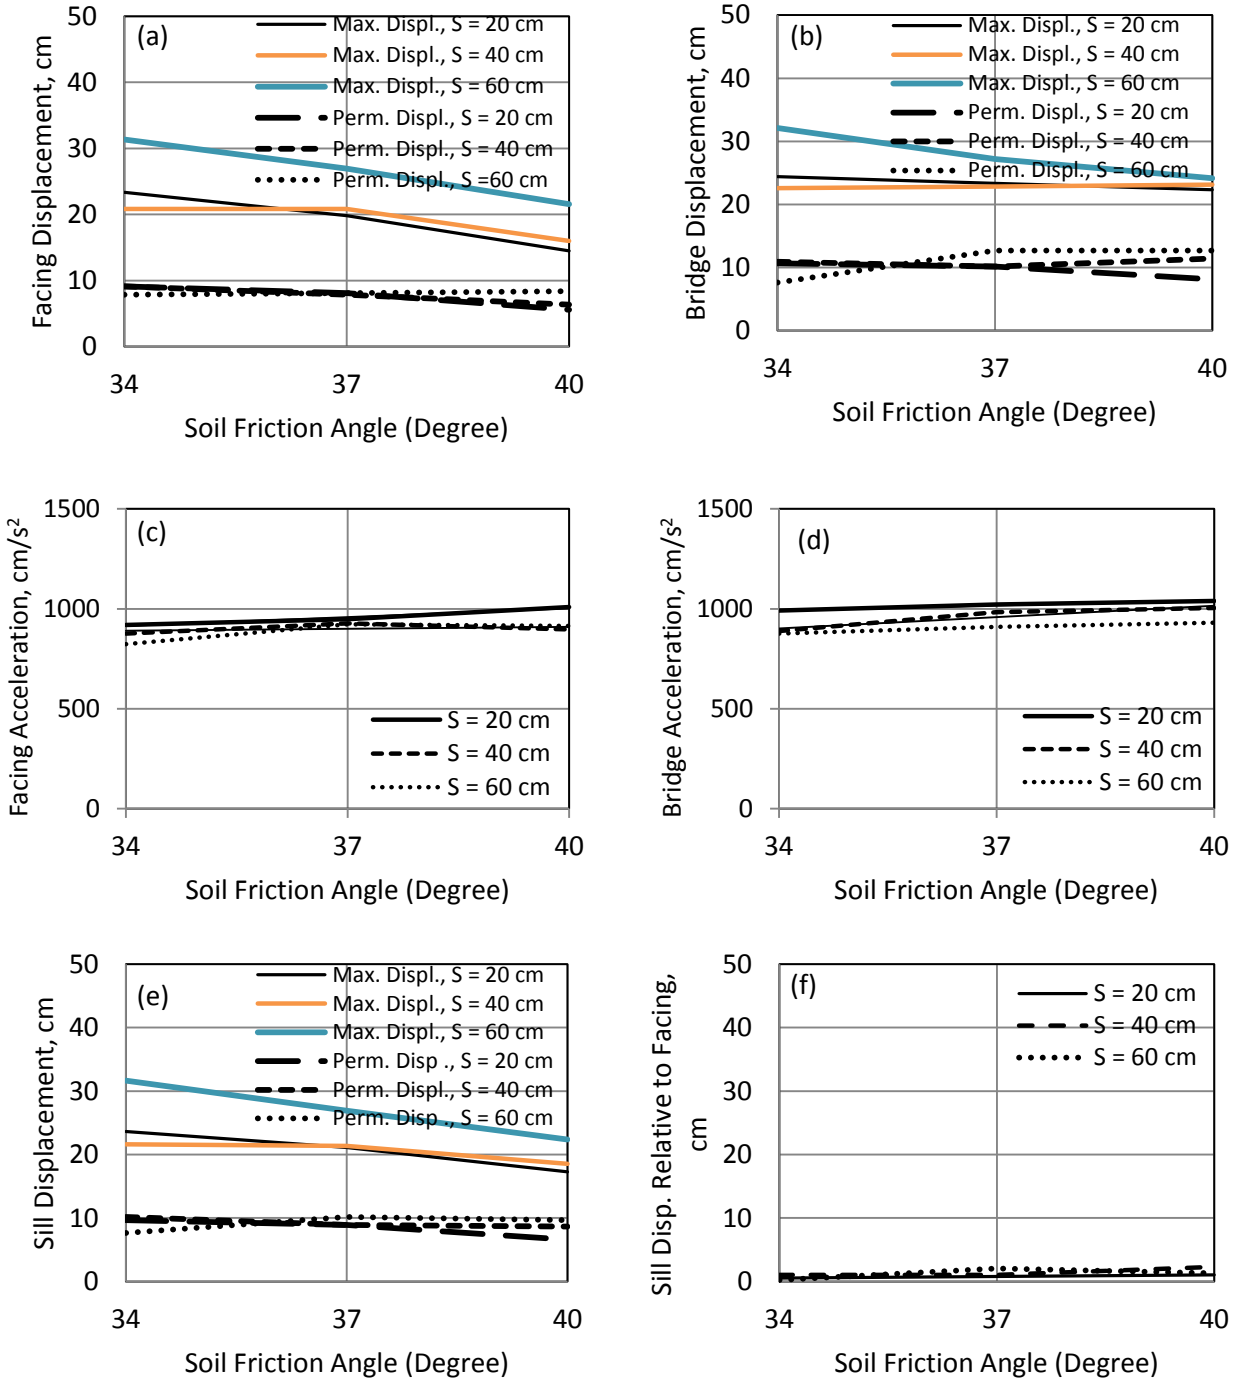 (a)
Max. Displ., S = 20 cm
Max. Displ., S = 40 cm
Max. Displ., S = 60 cm
Perm. Displ., S = 20 cm
Perm. Displ., S = 40 cm
Perm. Displ., S =60 cm
Facing Displacement, cm
50
40
30
20
10
0
34 37 40
Soil Friction Angle (Degree)
(b)
Max. Displ., S = 20 cm
Max. Displ., S = 40 cm
Max. Displ., S = 60 cm
Perm. Displ., S = 20 cm
Perm. Displ., S = 40 cm
Perm. Displ., S = 60 cm
Bridge Displacement, cm
50
40
30
20
10
0
34 37 40
Soil Friction Angle (Degree)
(c)
Facing Acceleration, cm/s²
1500
1000
500
0
S = 20 cm
S = 40 cm
S = 60 cm
34 37 40
Soil Friction Angle (Degree)
(d)
Bridge Acceleration, cm/s²
1500
1000
500
0
S = 20 cm
S = 40 cm
S = 60 cm
34 37 40
Soil Friction Angle (Degree)
(e)
Max. Displ., S = 20 cm
Max. Displ., S = 40 cm
Max. Displ., S = 60 cm
Perm. Disp ., S = 20 cm
Perm. Displ., S = 40 cm
Perm. Disp ., S = 60 cm
Sill Displacement, cm
50
40
30
20
10
0
34 37 40
Soil Friction Angle (Degree)
(f)
S = 20 cm
S = 40 cm
S = 60 cm
Sill Disp. Relative to Facing,
cm
50
40
30
20
10
0
34 37 40
Soil Friction Angle (Degree)